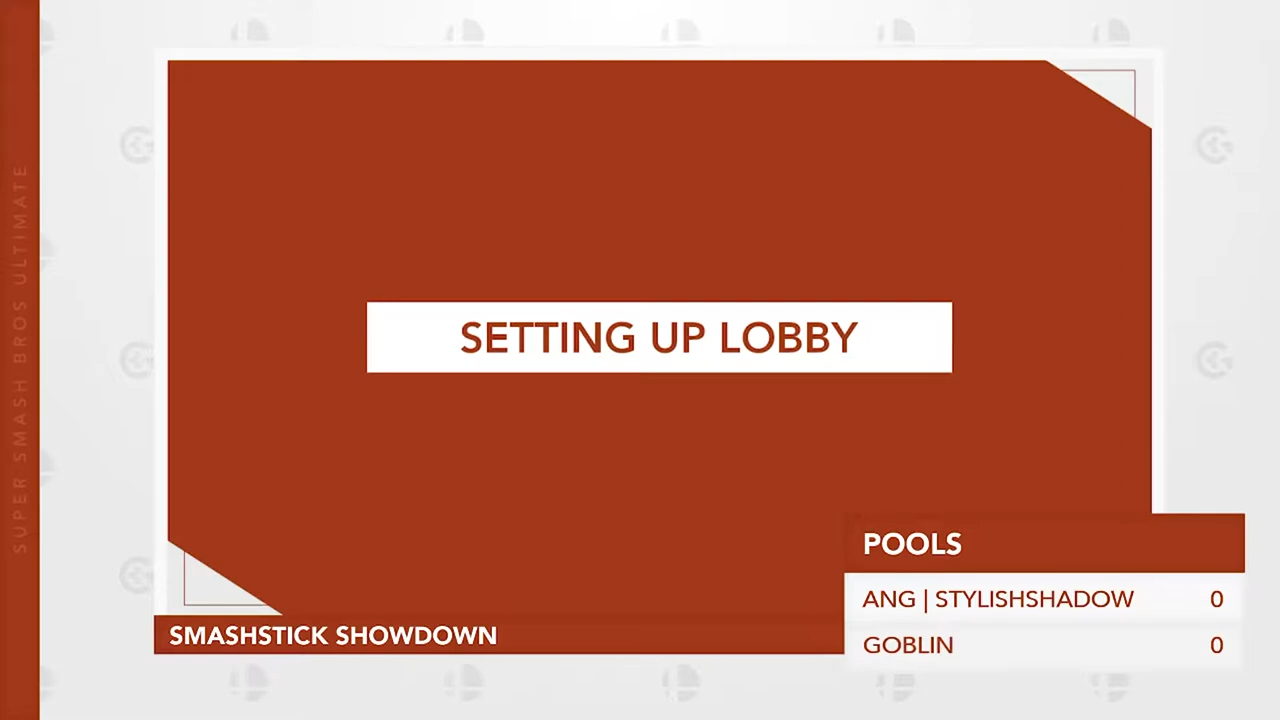 SUPER SMASH BROS ULTIMATE
SETTING UP LOBBY
SMASHSTICK SHOWDOWN
POOLS
ANG | STYLISHSHADOW 0
GOBLIN 0